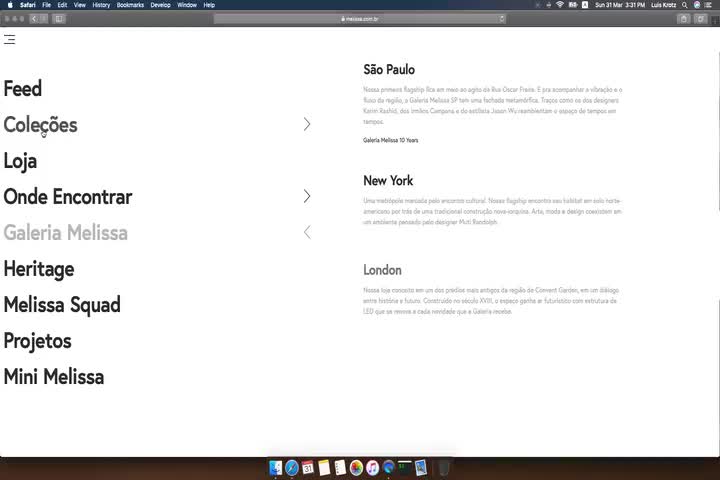 Safari File Edit View History Bookmarks Develop Window Help
Sun 31 Mar 3:31 PM Luis Krotz
melissa.com.br
Feed
Coleções
Loja
Onde Encontrar
Galeria Melissa
Heritage
Melissa Squad
Projetos
Mini Melissa
São Paulo
Nossa primeira flagship fica em meio ao agito da Rua Oscar Freire. E pra acompanhar a vibração e o
fluxo da região, a Galeria Melissa SP tem uma fachada metamórfica. Traços como os dos designers
Karim Rashid, dos Irmãos Campana e do estilista Jason Wu reambientam o espaço de tempos em
tempos.
Galeria Melissa 10 Years
New York
Uma metrópole marcada pelo encontro cultural. Nossa flagship encontra seu habitat em solo norte-
americano por trás de uma tradicional construção nova-iorquina. Arte, moda e design coexistem em
um ambiente pensado pelo designer Muti Randolph.
London
Nossa loja conceito em um dos prédios mais antigos da região de Convent Garden, em um diálogo
entre história e futuro. Construído no século XVIII, o espaço ganha ar futurístico com estrutura de
LED que se renova a cada novidade que a Galeria recebe.
31